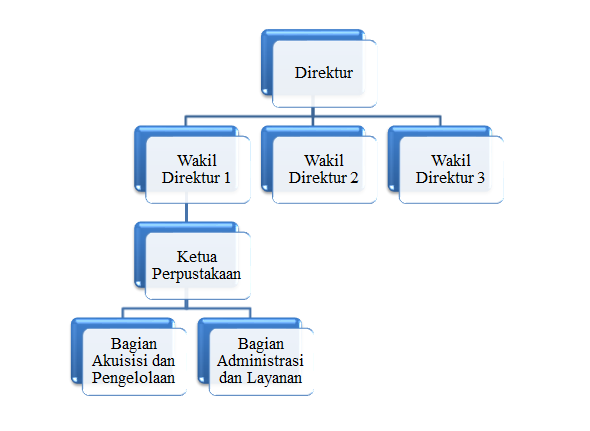 Direktur
Wakil
Direktur 1
Wakil
Direktur 2
Wakil
Direktur 3
Ketua
Perpustakaan
Bagian
Akuisisi dan
Pengelolaan
Bagian
Administrasi
dan Layanan